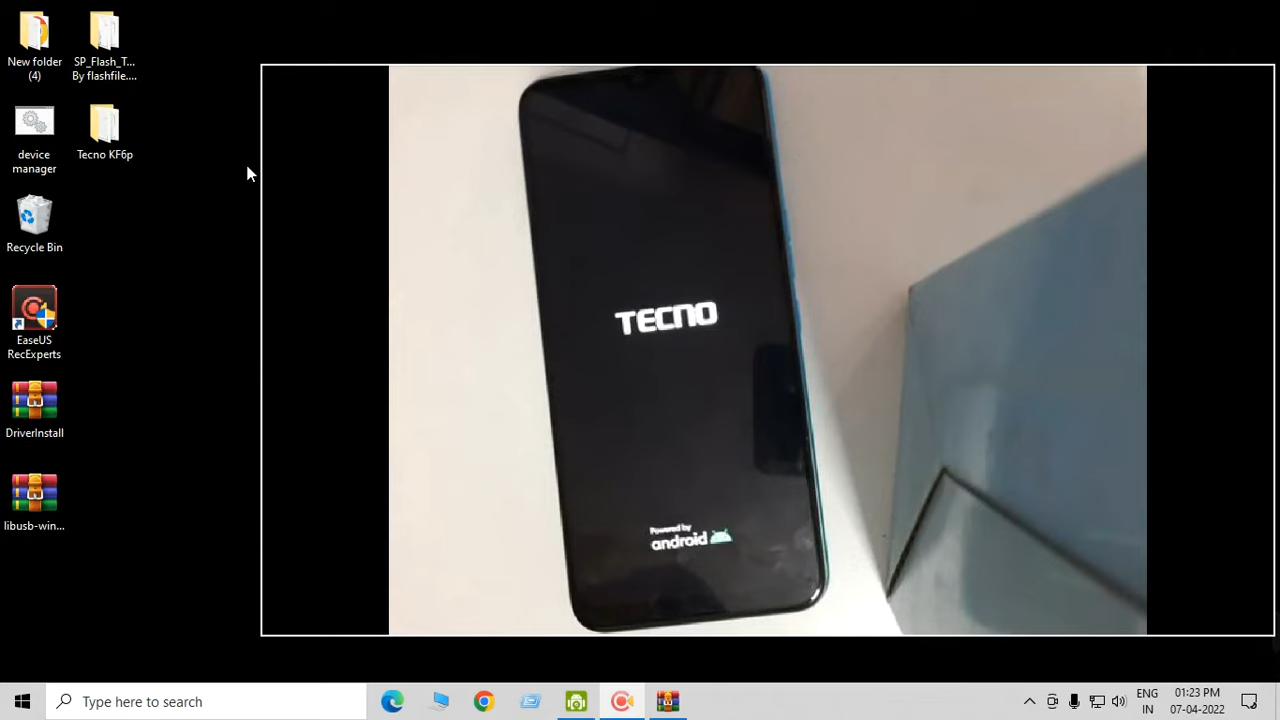 New folder
(4)
SP_Flash_T...
By flashfile....
device
manager
Tecno KF6p
Recycle Bin
EaseUS
RecExperts
DriverInstall
libusb-win...
TECNO
Powered by
android
Type here to search
ENG
IN
01:23 PM
07-04-2022